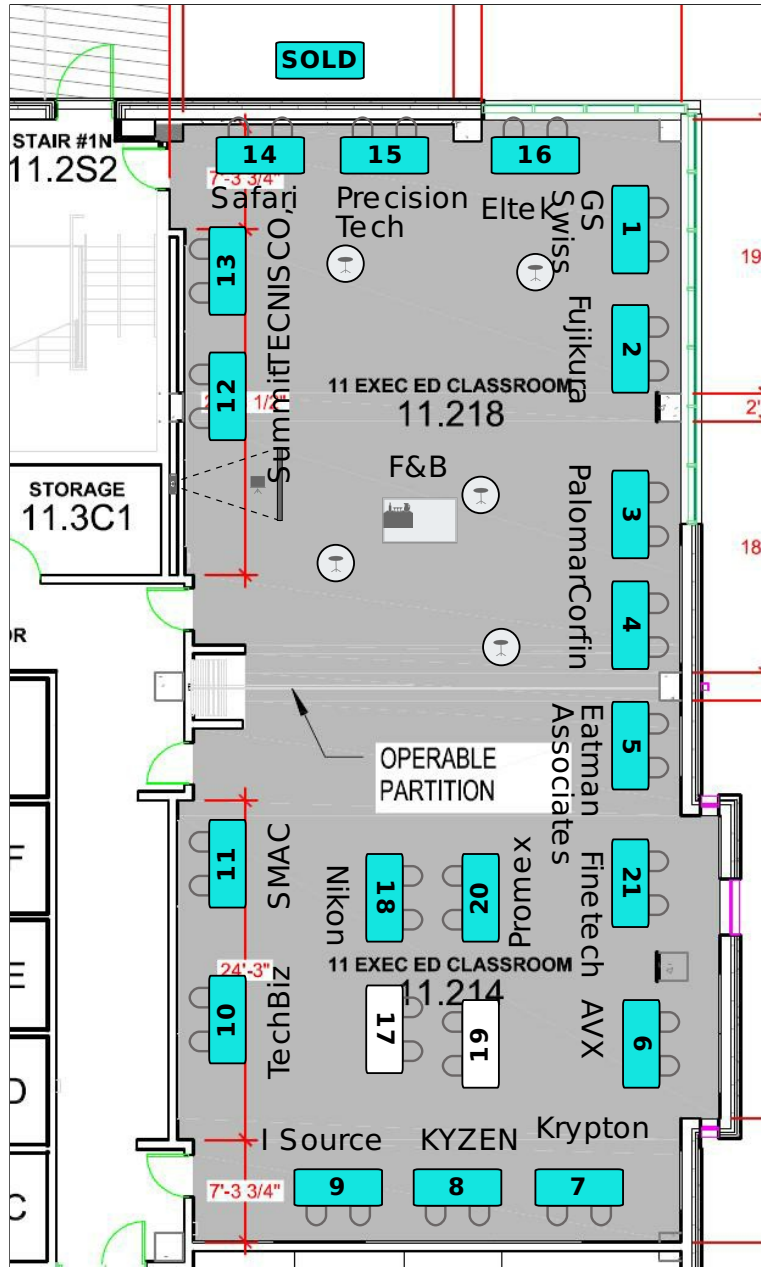 SOLD
STAIR #1N
11.2S2
14
15
16
7'-3 3/4"
Safari
Precision
Tech
Eltek
GS
Swiss
1
13
TECNISCO,
Fujikura
2
12
Summit
1/2"
11 EXEC ED CLASSROOM
11.218
19
2'
F&B
STORAGE
11.3C1
Palomar
3
18
Corfin
4
OR
OPERABLE
PARTITION
Eatman
Associates
5
11
SMAC
Nikon
18
20
Promex
Finetech
21
F
24'-3"
11 EXEC ED CLASSROOM
11.214
E
10
TechBiz
17
19
AVX
6
D
I Source
KYZEN
Krypton
9
8
7
7'-3 3/4"
C